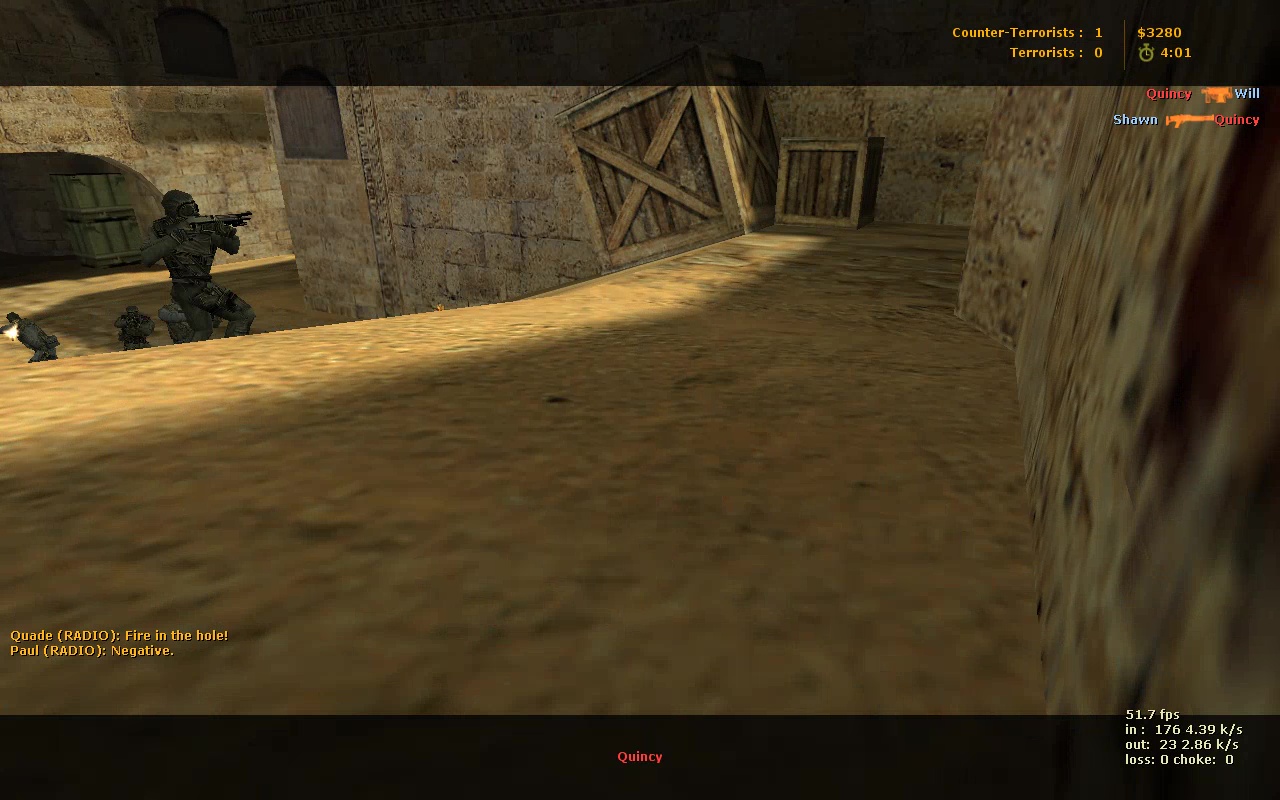 Counter-Terrorists : 1 $3280
Terrorists : 0 4:01
Quincy Will
Shawn Quincy
Quade (RADIO): Fire in the hole!
Paul (RADIO): Negative.
51.7 fps
in : 176 4.39 k/s
out: 23 2.86 k/s
loss: 0 choke: 0
Quincy